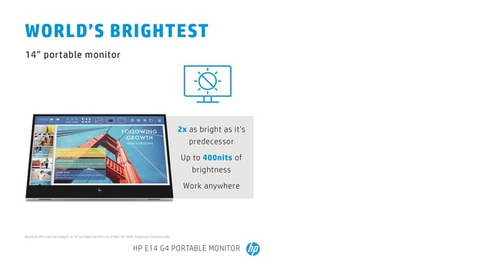 WORLD'S BRIGHTEST
14" portable monitor
FOLLOWING
GROWTH
2x as bright as it's
predecessor
Up to 400nits of
brightness
Work anywhere
HP E14 G4 PORTABLE MONITOR
hp